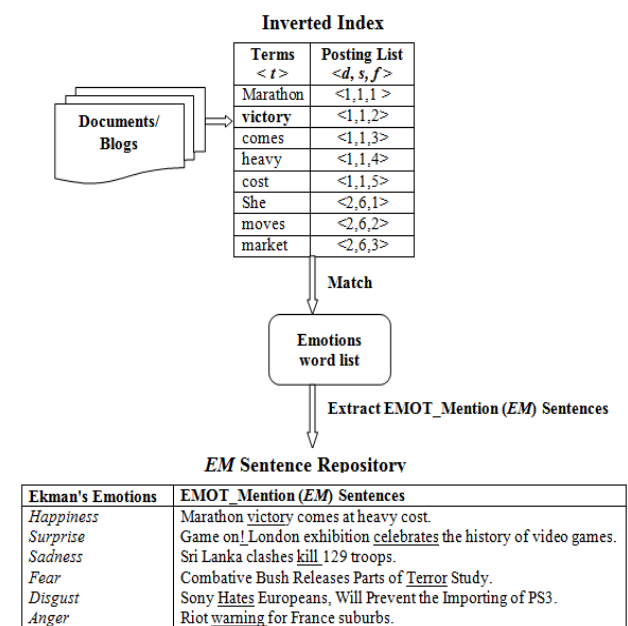 Inverted Index
Terms Posting List
< t > <d, s, f >
Marathon <1,1,1 >
victory <1,1,2>
comes <1,1,3>
heavy <1,1,4>
cost <1,1,5>
She <2,6,1>
moves <2,6,2>
market <2,6,3>
Documents/
Blogs
Match
Emotions
word list
Extract EMOT_Mention (EM) Sentences
EM Sentence Repository
Ekman's Emotions EMOT_Mention (EM) Sentences
Happiness Marathon victory comes at heavy cost.
Surprise Game on! London exhibition celebrates the history of video games.
Sadness Sri Lanka clashes kill 129 troops.
Fear Combative Bush Releases Parts of Terror Study.
Disgust Sony Hates Europeans, Will Prevent the Importing of PS3.
Anger Riot warning for France suburbs.